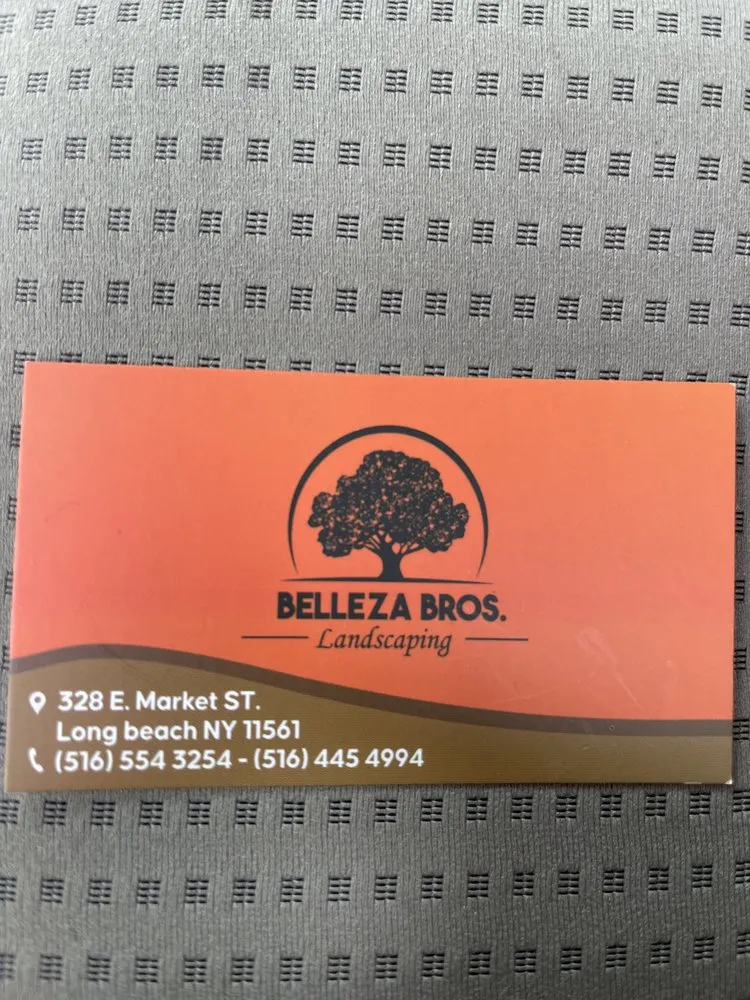 BELLEZA BROS.
Landscaping
328 E. Market ST.
Long beach NY 11561
(516) 554 3254 - (516) 445 4994